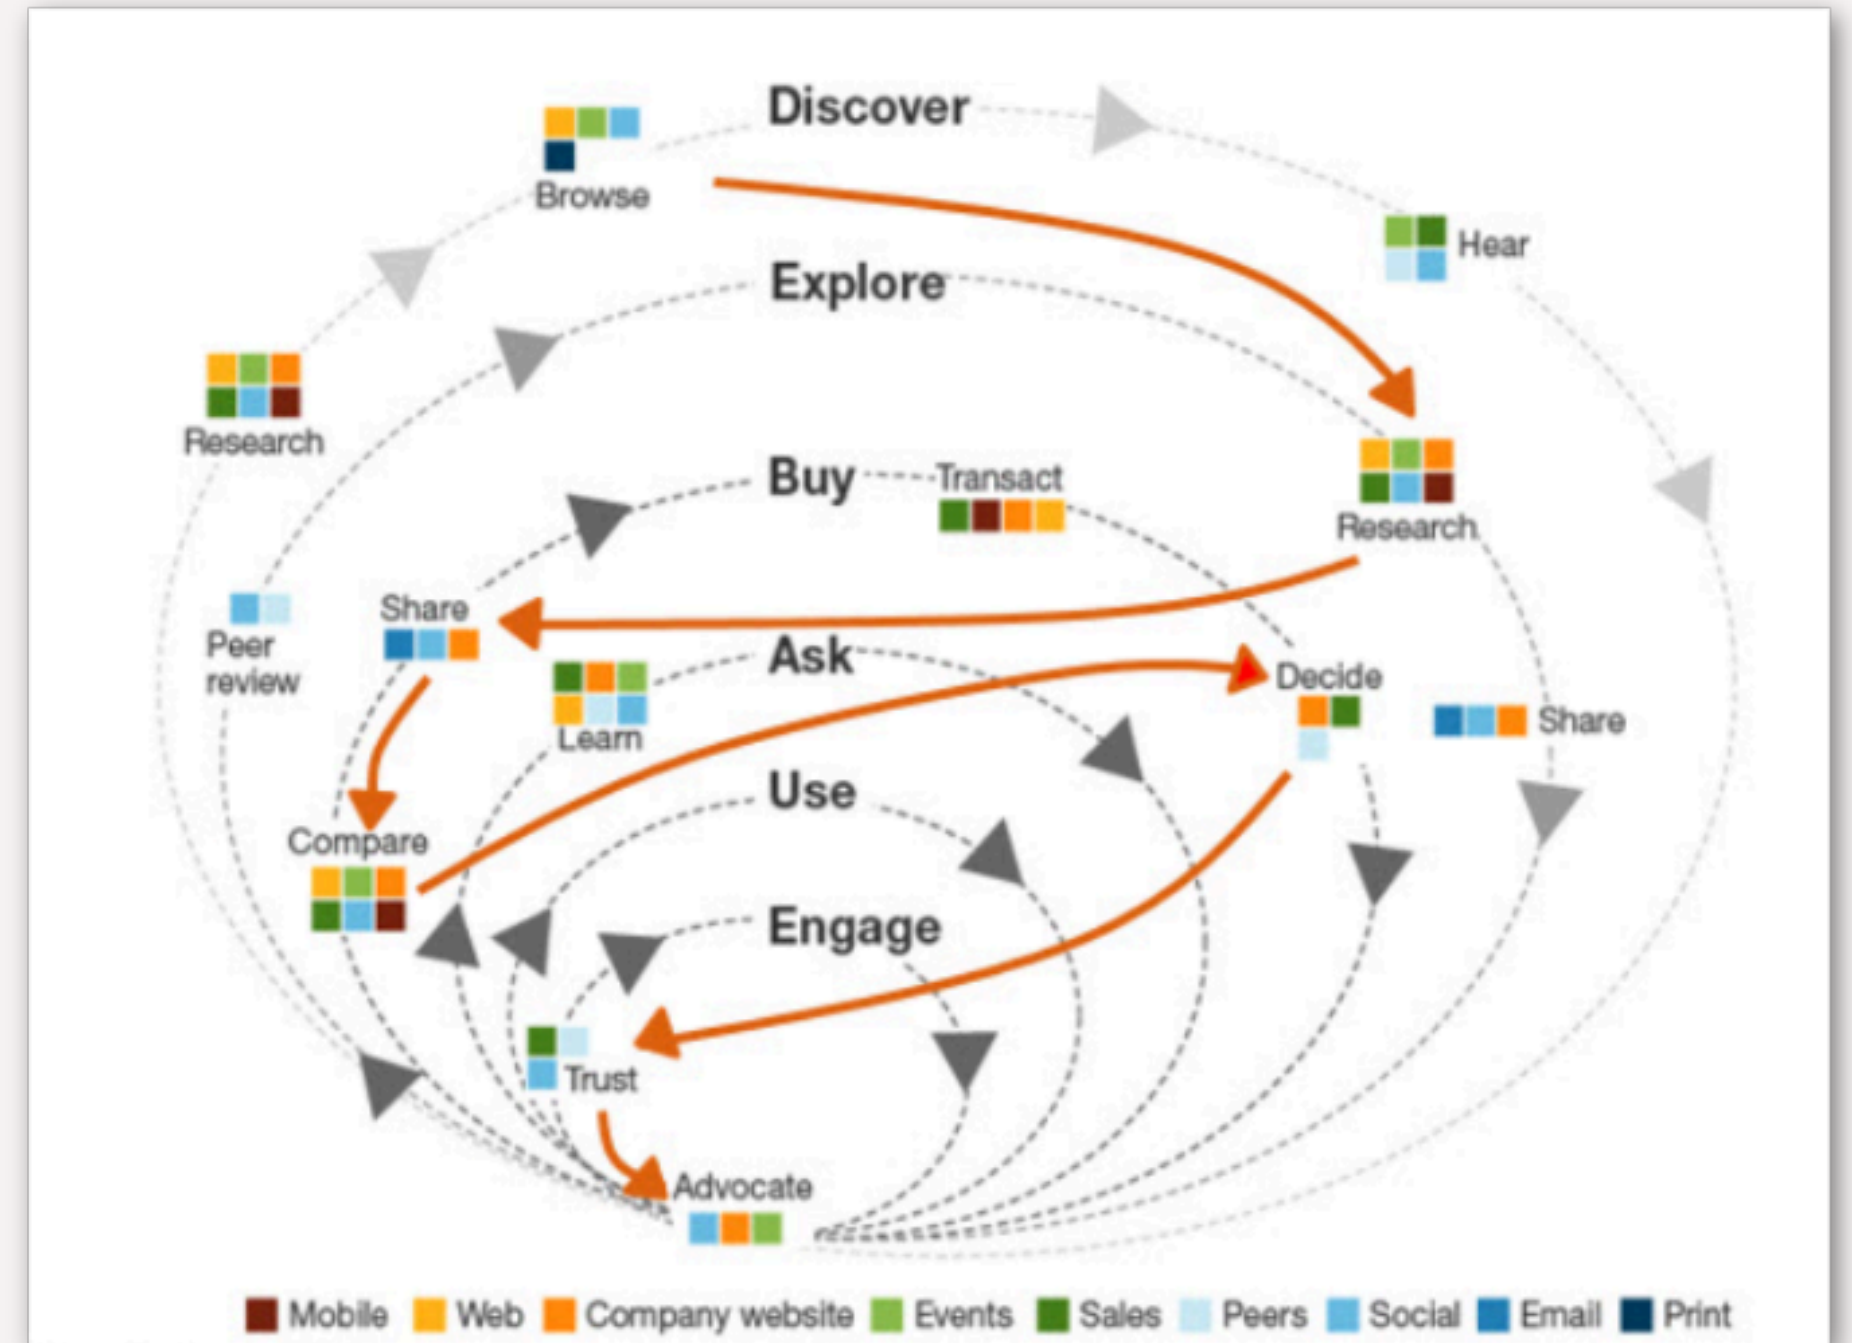 Discover
Browse
Hear
Explore
Research
Buy
Transact
Research
Share
Peer
review
Ask
Learn
Decide
Share
Use
Compare
Engage
Trust
Advocate
Mobile Web Company website Events Sales Peers Social Email Print